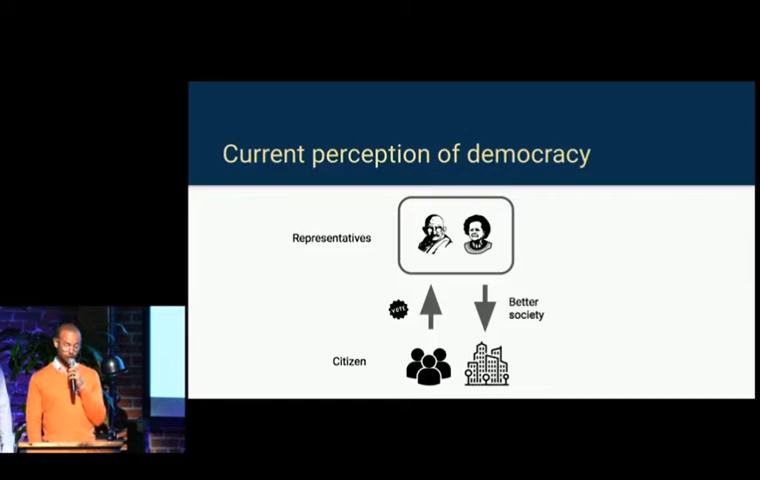 Current perception of democracy
Representatives
VOTE
Better
society
Citizen